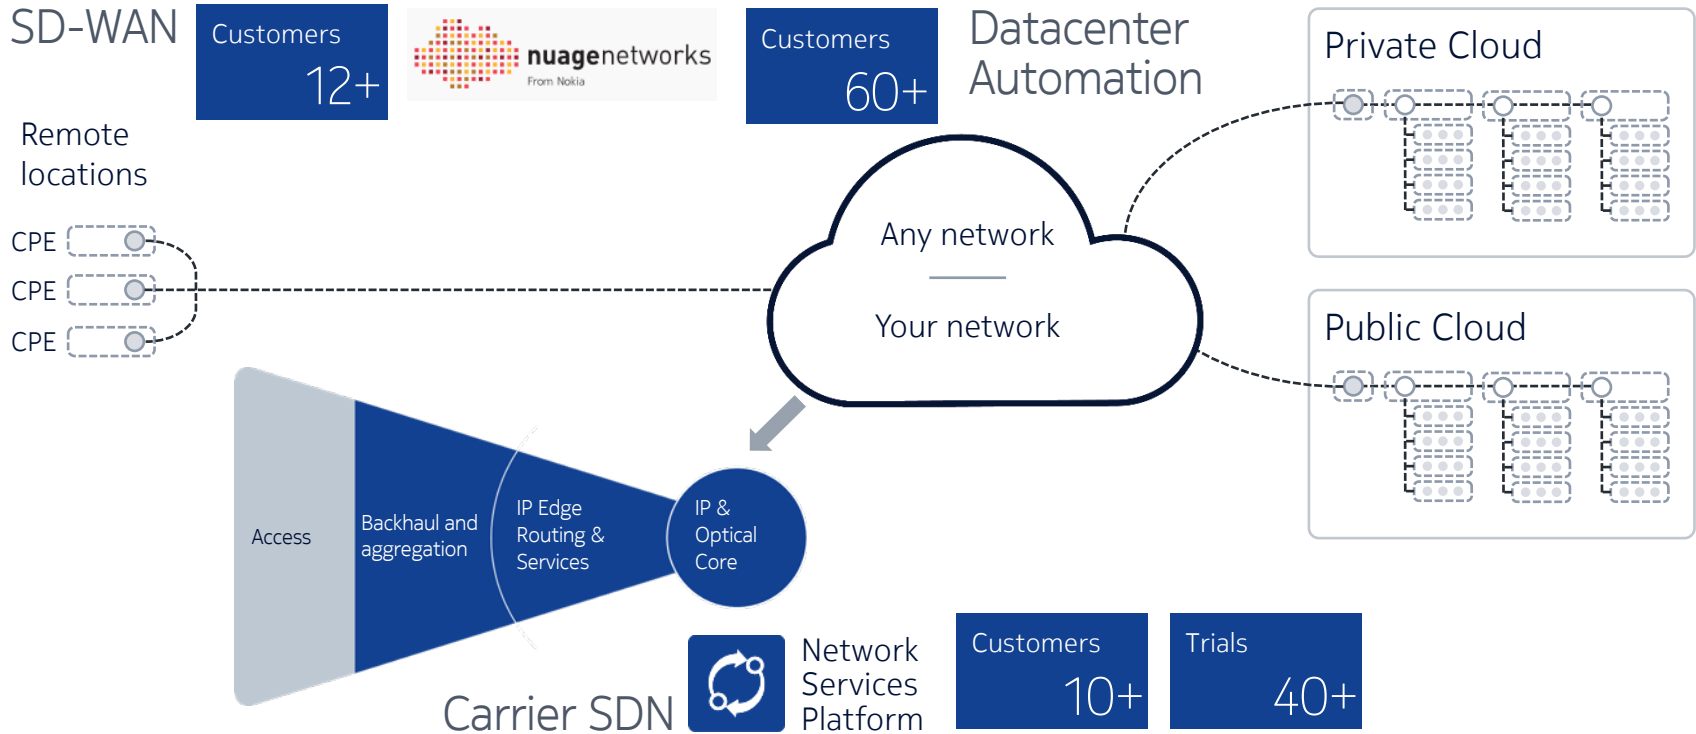 SD-WAN
Customers
12+
nuagenetworks
From Nokia
Customers
60+
Datacenter
Automation
Private Cloud
Remote
locations
CPE
CPE
CPE
Any network
Your network
Public Cloud
Access
Backhaul and
aggregation
IP Edge
Routing &
Services
IP &
Optical
Core
Carrier SDN
Network
Services
Platform
Customers
10+
Trials
40+